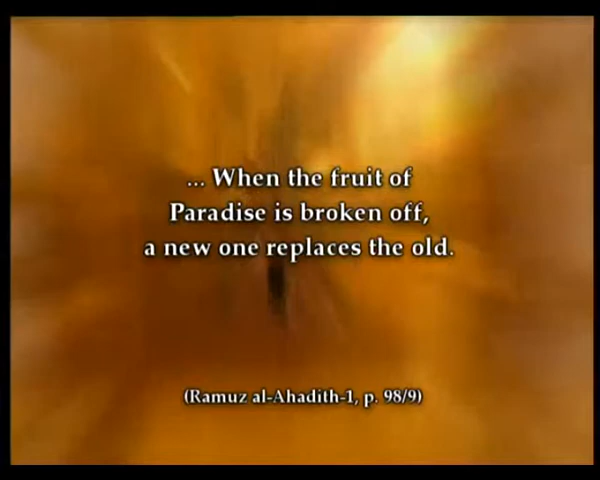 ... When the fruit of
Paradise is broken off,
a new one replaces the old.
(Ramuz al-Ahadith-1, p. 98/9)